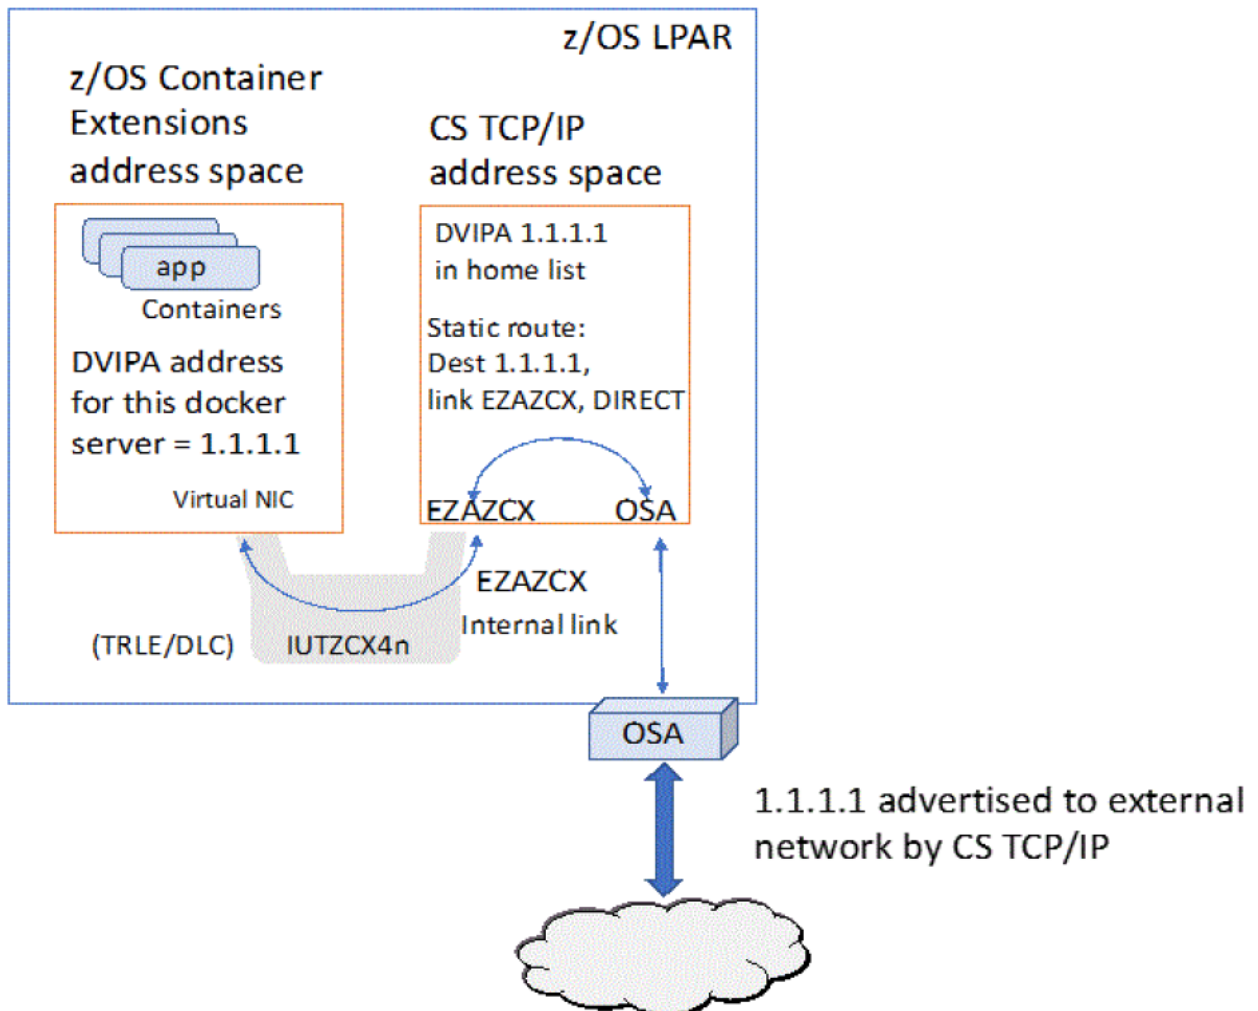 z/OS LPAR
z/OS Container
Extensions
address space
CS TCP/IP
address space
app
Containers
DVIPA address
for this docker
server = 1.1.1.1
Virtual NIC
DVIPA 1.1.1.1
in home list
Static route:
Dest 1.1.1.1,
link EZAZCX, DIRECT
EZAZCX
OSA
EZAZCX
Internal link
(TRLE/DLC)
IUTZCX4n
OSA
1.1.1.1 advertised to external
network by CS TCP/IP